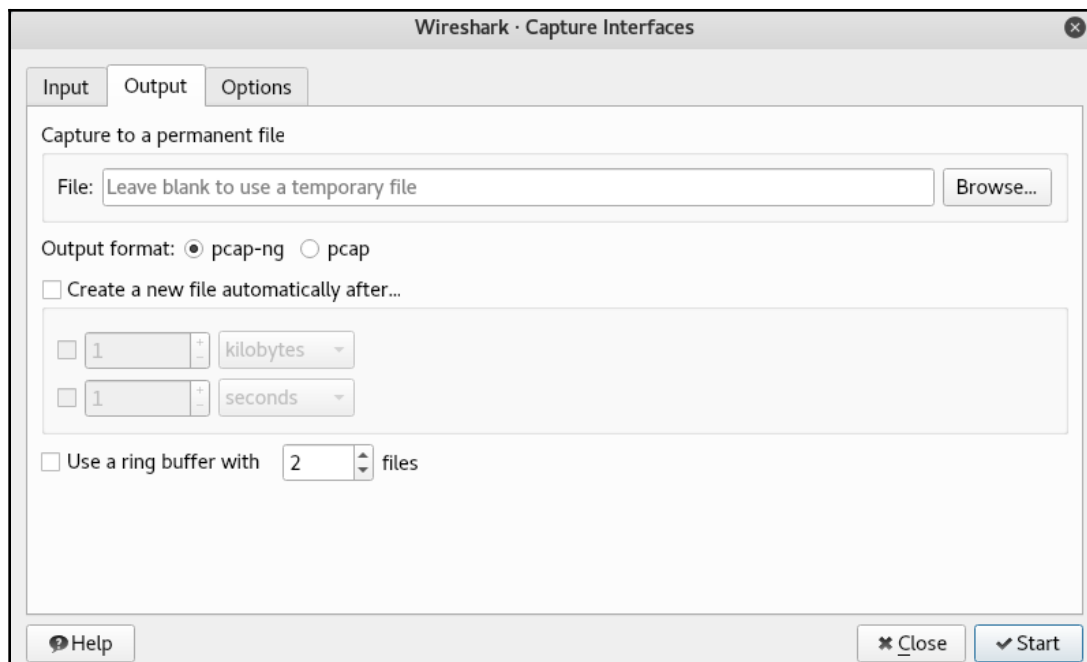 Wireshark · Capture Interfaces
Input Output Options
Capture to a permanent file
File: Leave blank to use a temporary file Browse...
Output format: pcap-ng pcap
Create a new file automatically after...
1 kilobytes
1 seconds
Use a ring buffer with 2 files
Help Close Start